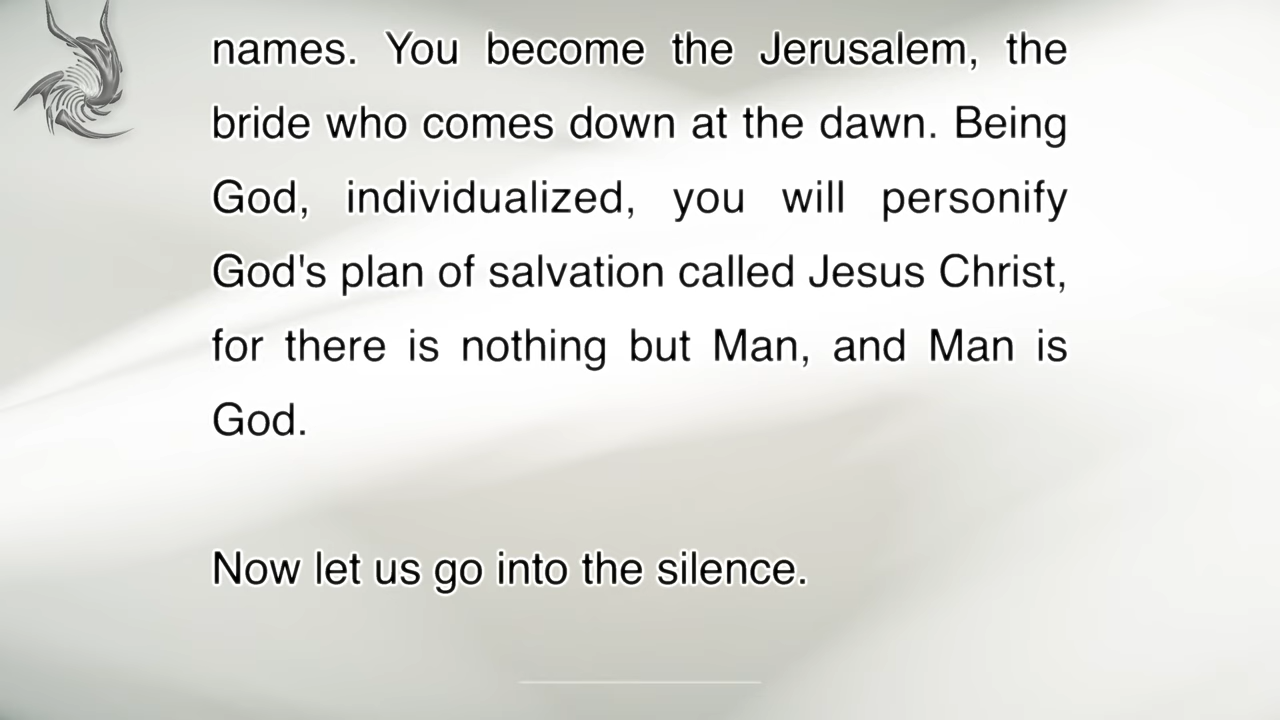 names. You become the Jerusalem, the
bride who comes down at the dawn. Being
God, individualized, you will personify
God's plan of salvation called Jesus Christ,
for there is nothing but Man, and Man is
God.
Now let us go into the silence.